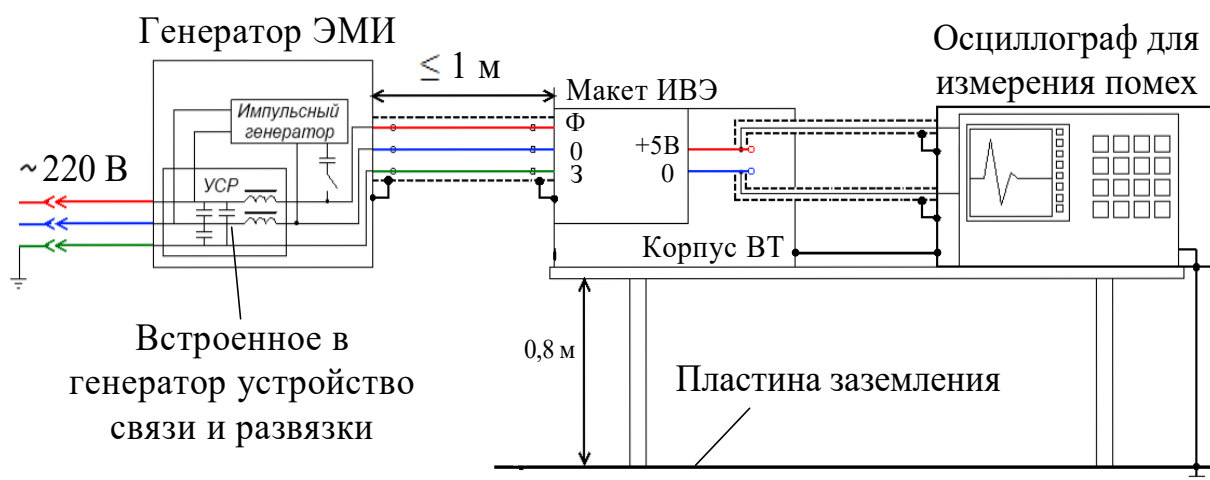 Генератор ЭМИ
Осциллограф для
измерения помех
≤ 1 м
Макет ИВЭ
Импульсный
генератор
Ф
0
З
+5В
0
~220 В
УСР
Корпус ВТ
Встроенное в
генератор устройство
связи и развязки
0,8 м
Пластина заземления